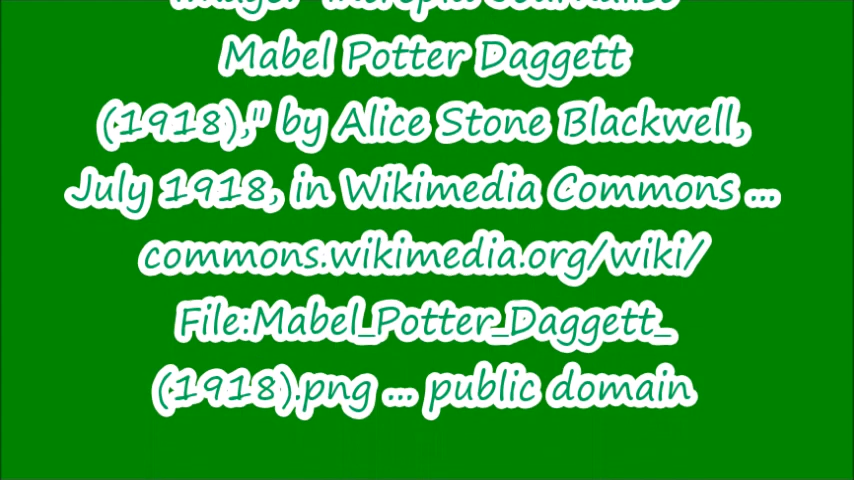 Mabel Potter Daggett
(1918)," by Alice Stone Blackwell,
July 1918, in Wikimedia Commons ...
commons.wikimedia.org/wiki/
File:Mabel_Potter_Daggett_
(1918).png ... public domain